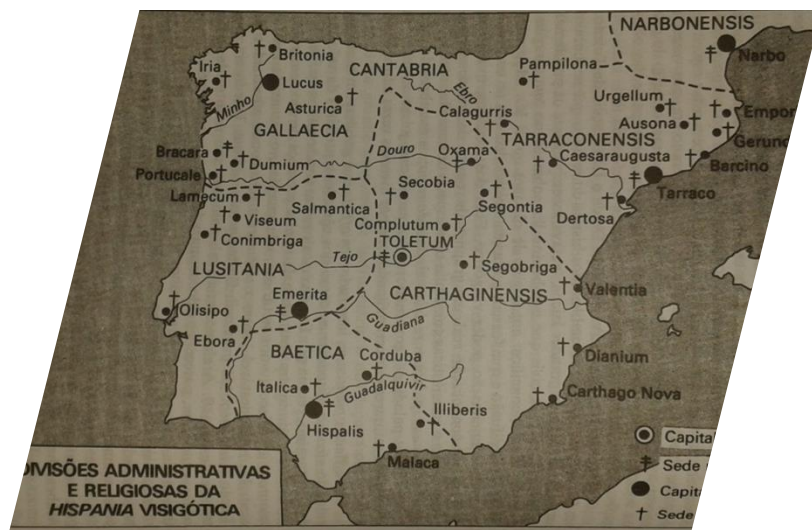 NARBONENSIS
Narbo
Britonia
Iria
Lucus
CANTABRIA
Pampilona
Ebro
Asturica
Minho
Calagurris
Urgellum
Empor
Ausona
Gerund
GALLAECIA
TARRACONENSIS
Bracara
Dumium
Douro
Oxama
Caesaraugusta
Barcino
Portucale
Tarraco
Lamecum
Salmantica
Secobia
Segontia
Dertosa
Viseum
Conimbriga
Complutum
TOLETUM
Tejo
LUSITANIA
Segobriga
CARTHAGINENSIS
Valentia
Olisipo
Emerita
Ebora
Guadiana
BAETICA
Corduba
Dianium
Italica
Guadalquivir
Carthago Nova
Hispalis
Illiberis
Malaca
Capita
Sede
Capit
Sede
DIVISÕES ADMINISTRATIVAS
E RELIGIOSAS DA
HISPANIA VISIGÓTICA